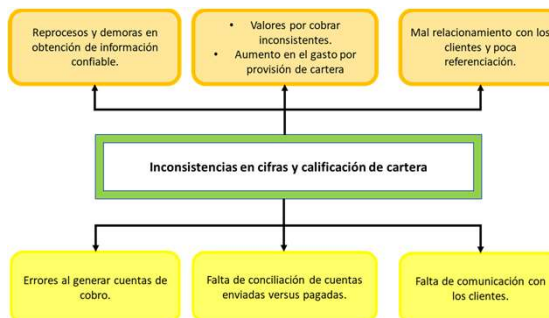 Reprocesos y demoras en
obtención de información
confiable.
• Valores por cobrar
inconsistentes.
• Aumento en el gasto por
provisión de cartera
Mal relacionamiento con los
clientes y poca
referenciación.
Inconsistencias en cifras y calificación de cartera
Errores al generar cuentas de
cobro.
Falta de conciliación de cuentas
enviadas versus pagadas.
Falta de comunicación con
los clientes.